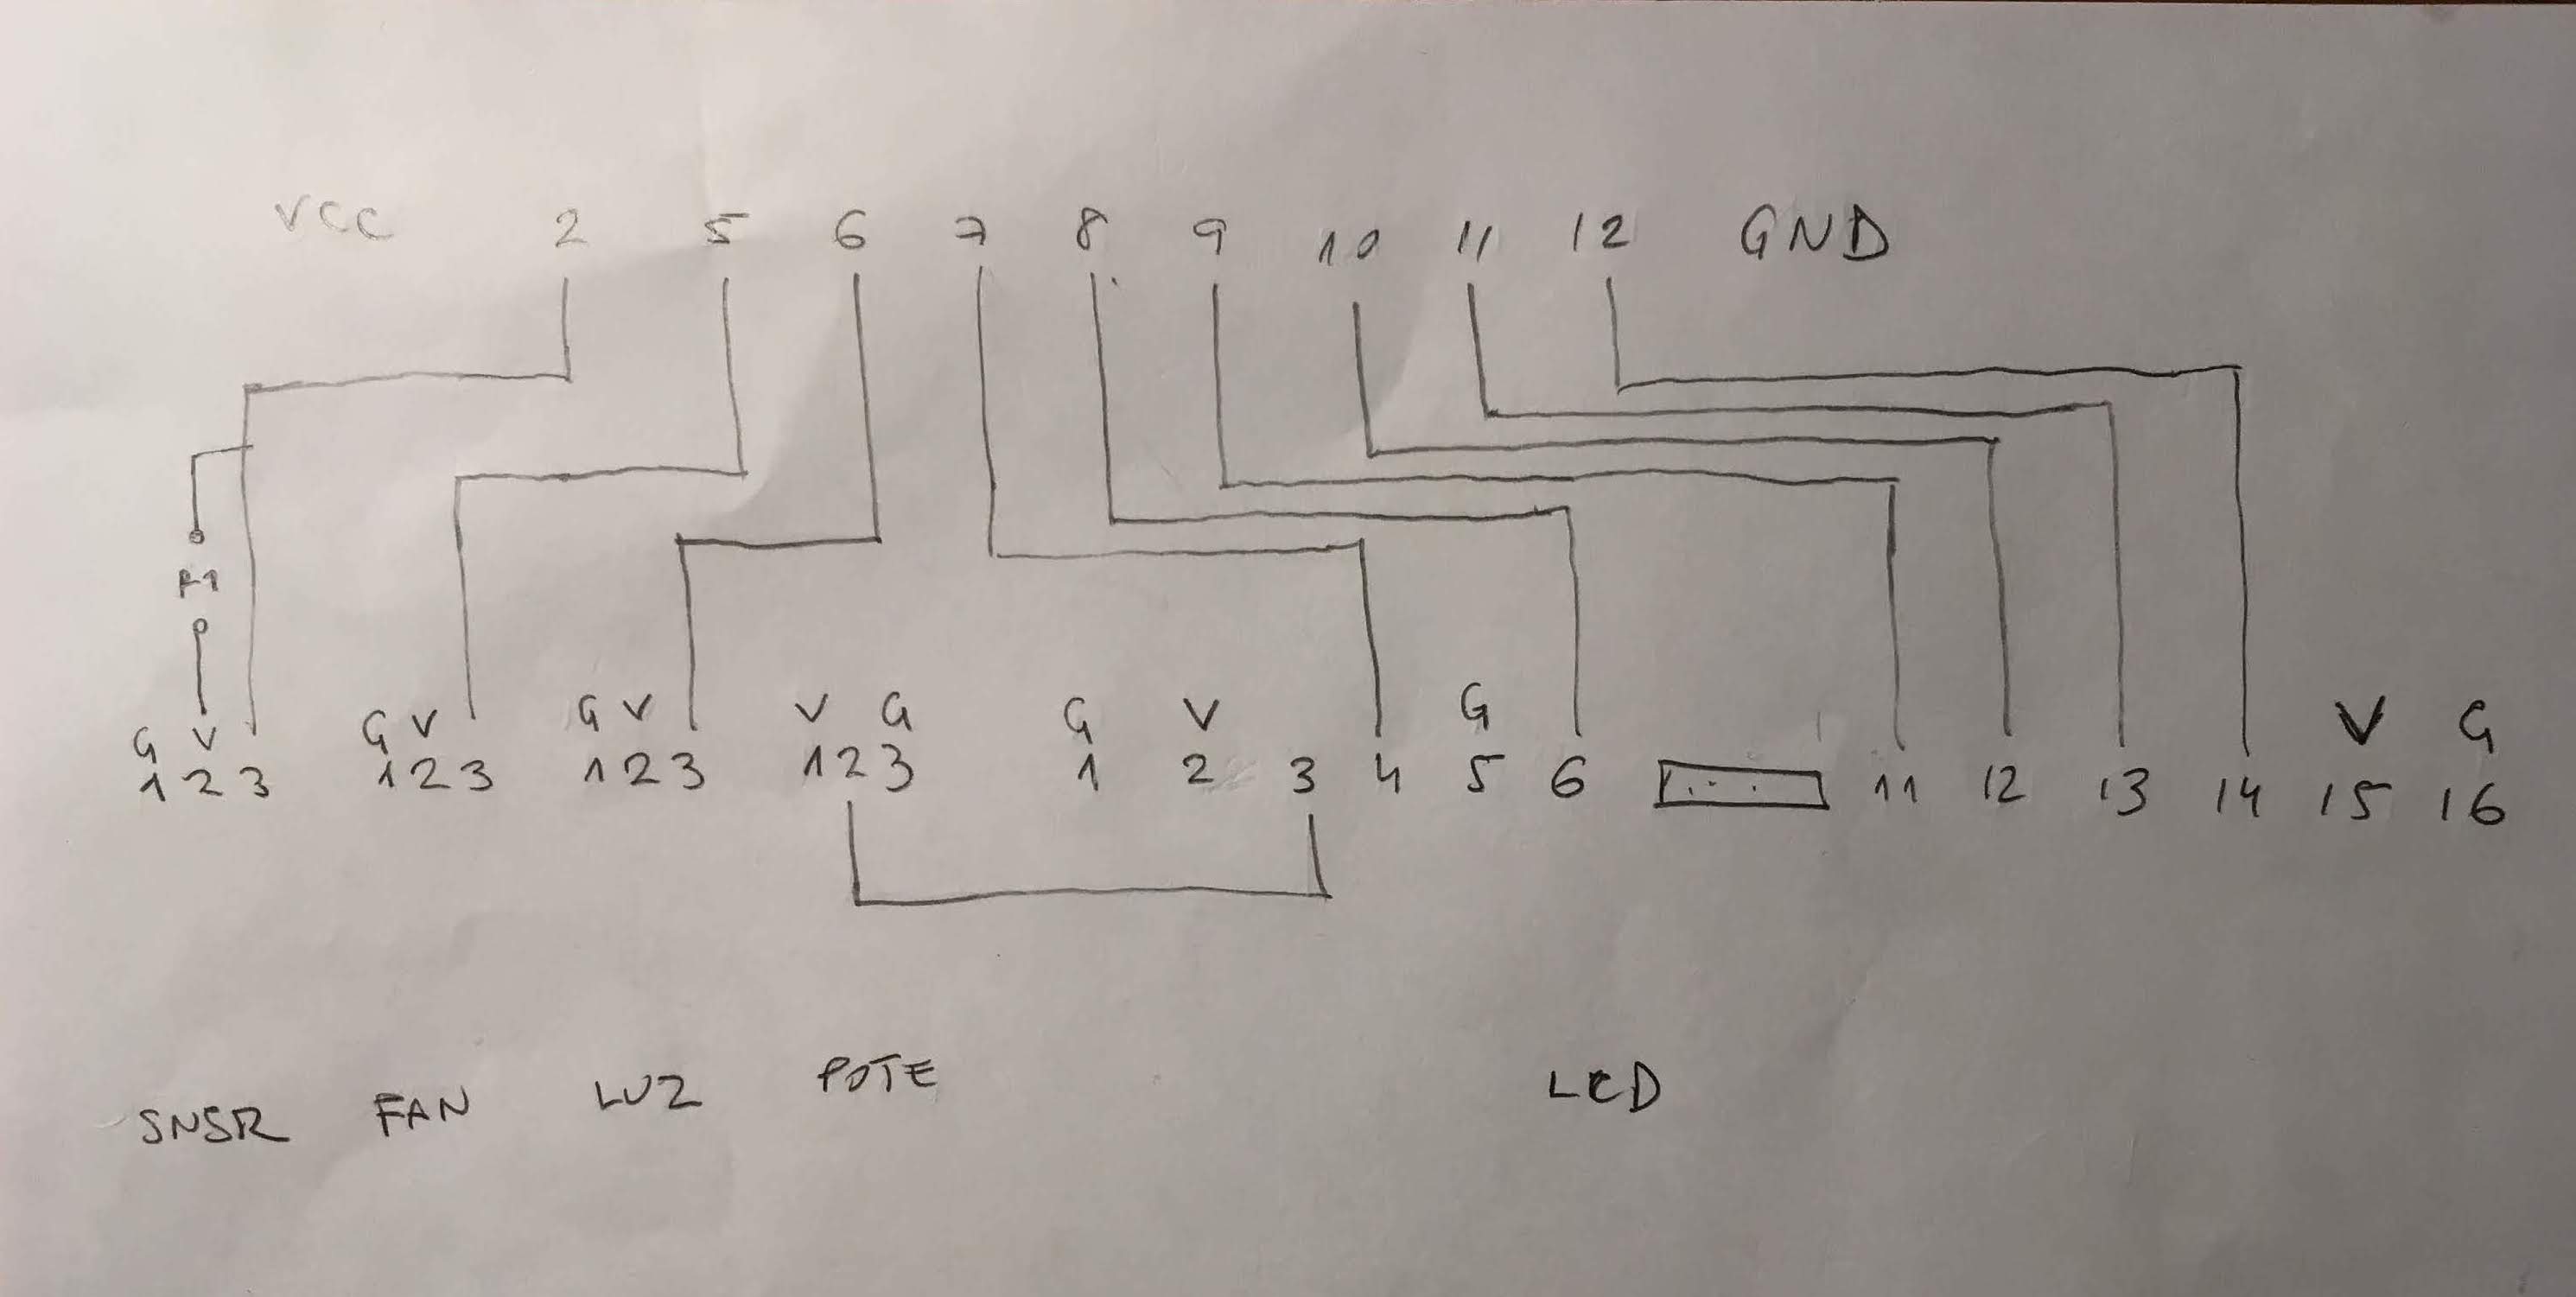 VCC 2 5 6 7 8 9 10 11 12 GND
G V G V G V V G G V G V G
1 2 3 1 2 3 1 2 3 1 2 3 1 2 3 4 5 6 ... 11 12 13 14 15 16
SNSR FAN LUZ POTE LCD